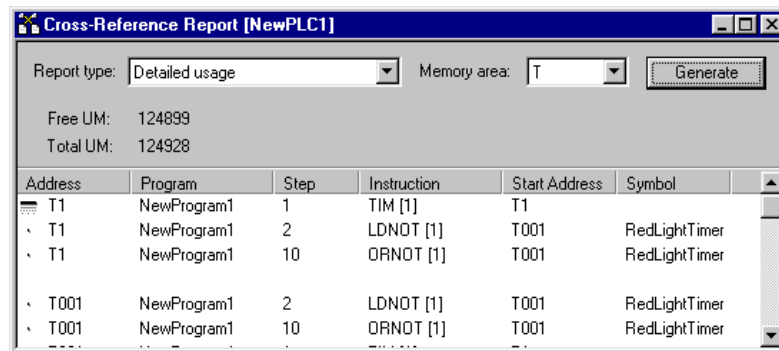 Cross-Reference Report [NewPLC1]
Report type: Detailed usage Memory area: T Generate
Free UM: 124899
Total UM: 124928
Address Program Step Instruction Start Address Symbol
T1 NewProgram1 1 TIM [1] T1
T1 NewProgram1 2 LDNOT [1] T001 RedLightTimer
T1 NewProgram1 10 ORNOT [1] T001 RedLightTimer
T001 NewProgram1 2 LDNOT [1] T001 RedLightTimer
T001 NewProgram1 10 ORNOT [1] T001 RedLightTimer